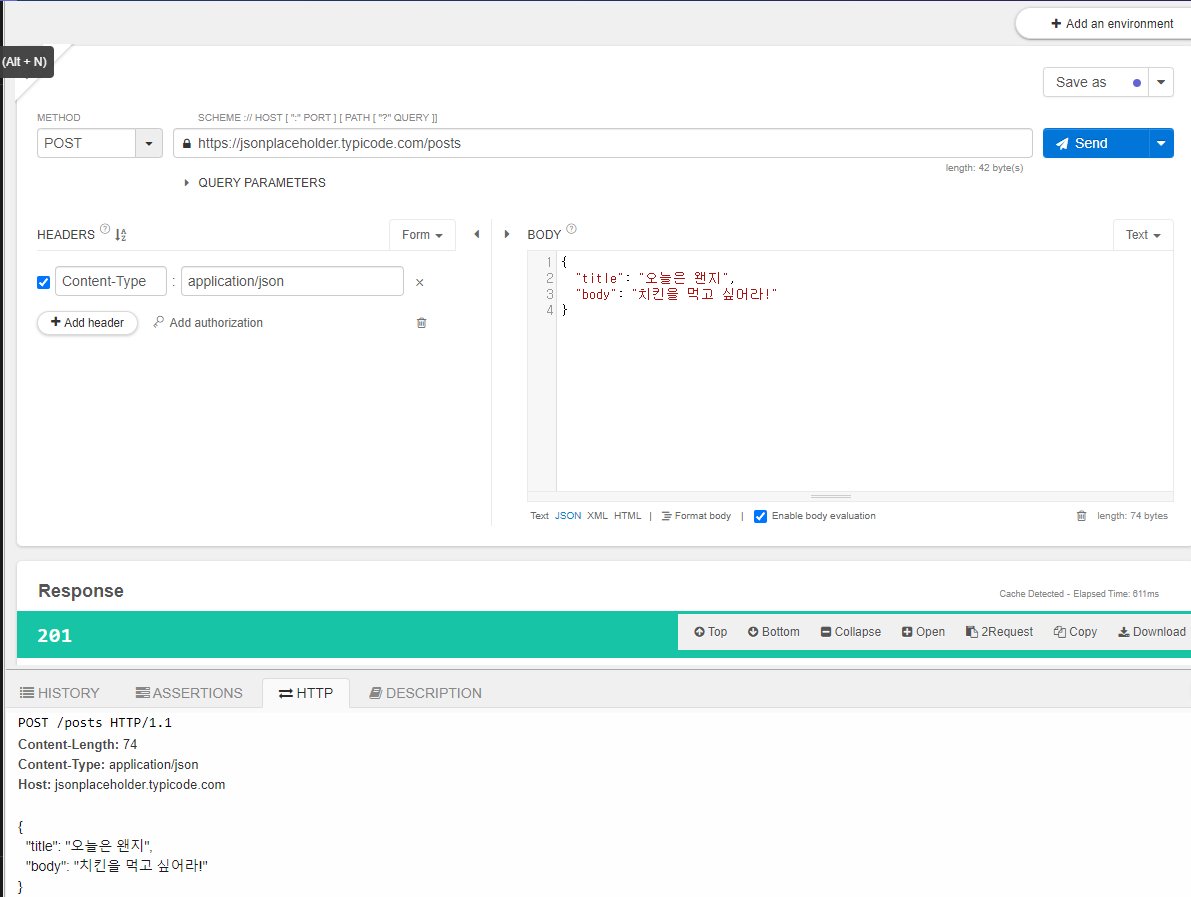 + Add an environment
(Alt + N)
Save as
METHOD
SCHEME :// HOST [ ":" PORT ] [ PATH [ "?" QUERY ]]
POST
https://jsonplaceholder.typicode.com/posts
Send
length: 42 byte(s)
QUERY PARAMETERS
HEADERS ?
Form
BODY ?
Text
Content-Type : application/json ×
+ Add header
Add authorization
1 {
2 "title": "오늘은 왠지",
3 "body": "치킨을 먹고 싶어라!"
4 }
Text JSON XML HTML | Format body | Enable body evaluation
length: 74 bytes
Response
Cache Detected - Elapsed Time: 611ms
201
Top Bottom Collapse Open 2Request Copy Download
HISTORY ASSERTIONS HTTP DESCRIPTION
POST /posts HTTP/1.1
Content-Length: 74
Content-Type: application/json
Host: jsonplaceholder.typicode.com
{
"title": "오늘은 왠지",
"body": "치킨을 먹고 싶어라!"
}